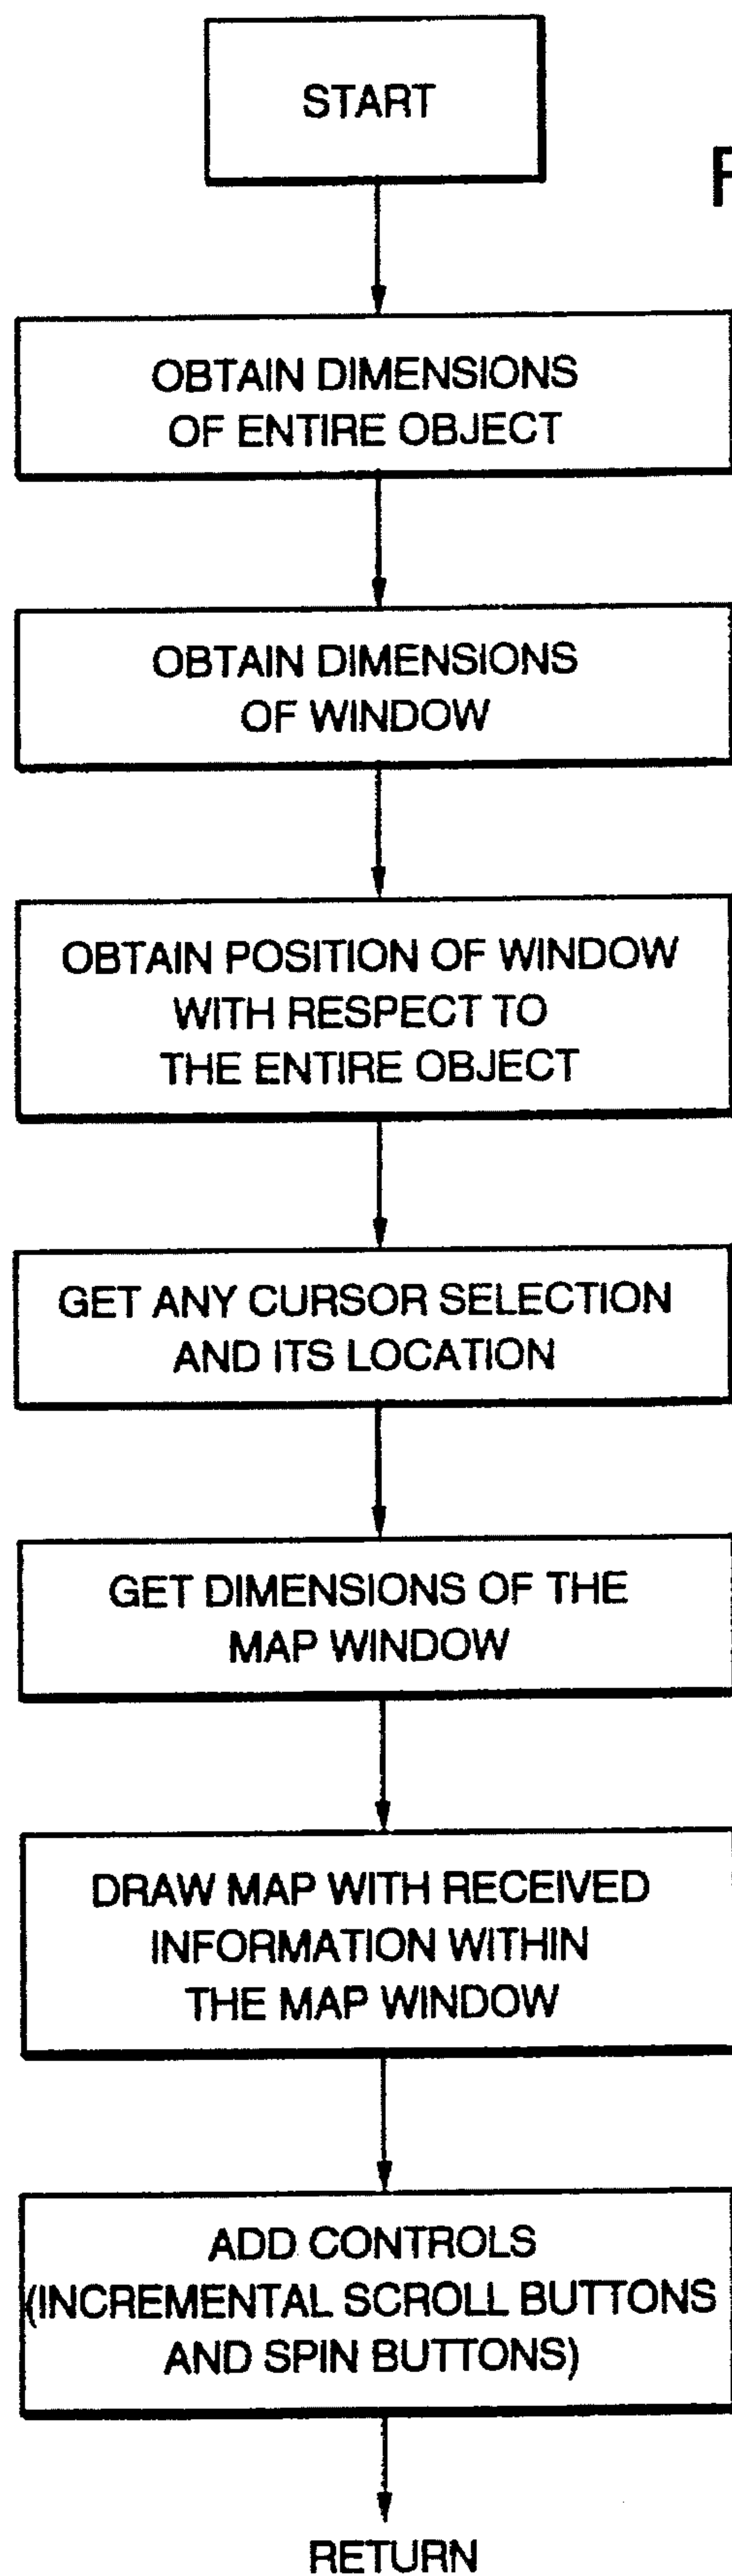 START
OBTAIN DIMENSIONS
OF ENTIRE OBJECT
OBTAIN DIMENSIONS
OF WINDOW
OBTAIN POSITION OF WINDOW
WITH RESPECT TO
THE ENTIRE OBJECT
GET ANY CURSOR SELECTION
AND ITS LOCATION
GET DIMENSIONS OF THE
MAP WINDOW
DRAW MAP WITH RECEIVED
INFORMATION WITHIN
THE MAP WINDOW
ADD CONTROLS
(INCREMENTAL SCROLL BUTTONS
AND SPIN BUTTONS)
RETURN